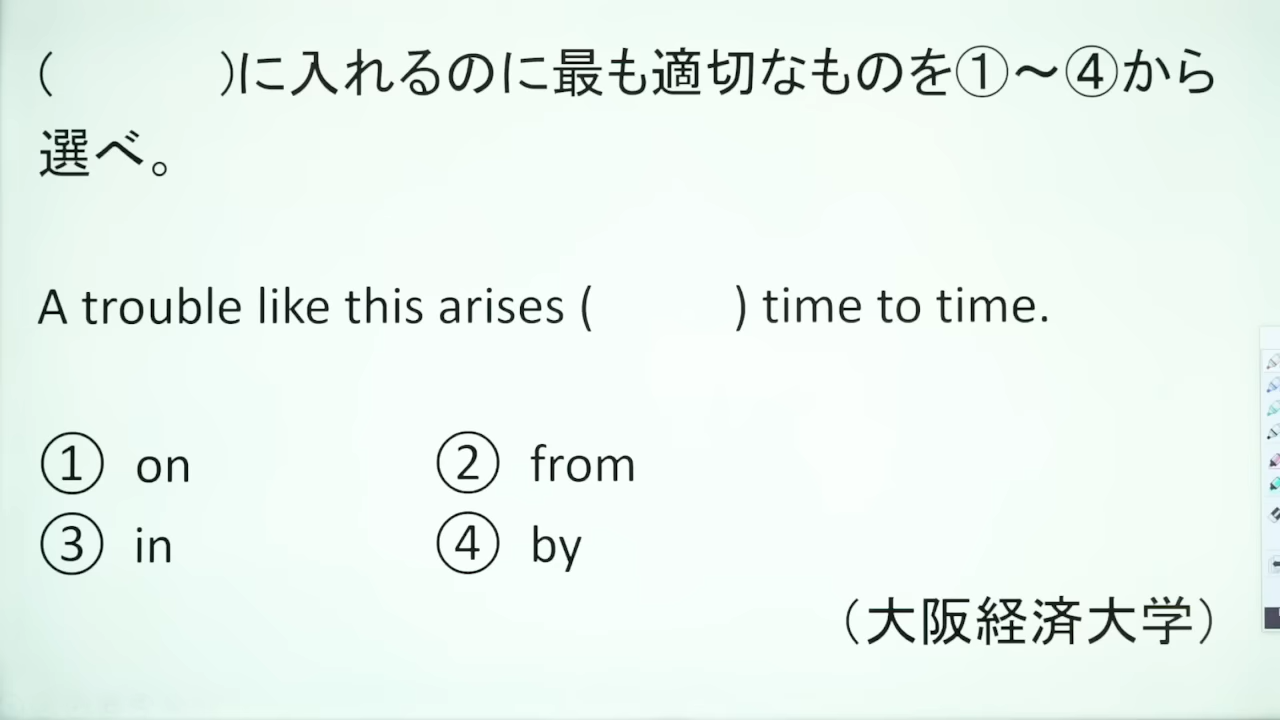 (　　　)に入れるのに最も適切なものを①～④から
選べ。
A trouble like this arises (　　　) time to time.
① on　　② from
③ in　　④ by
（大阪経済大学）